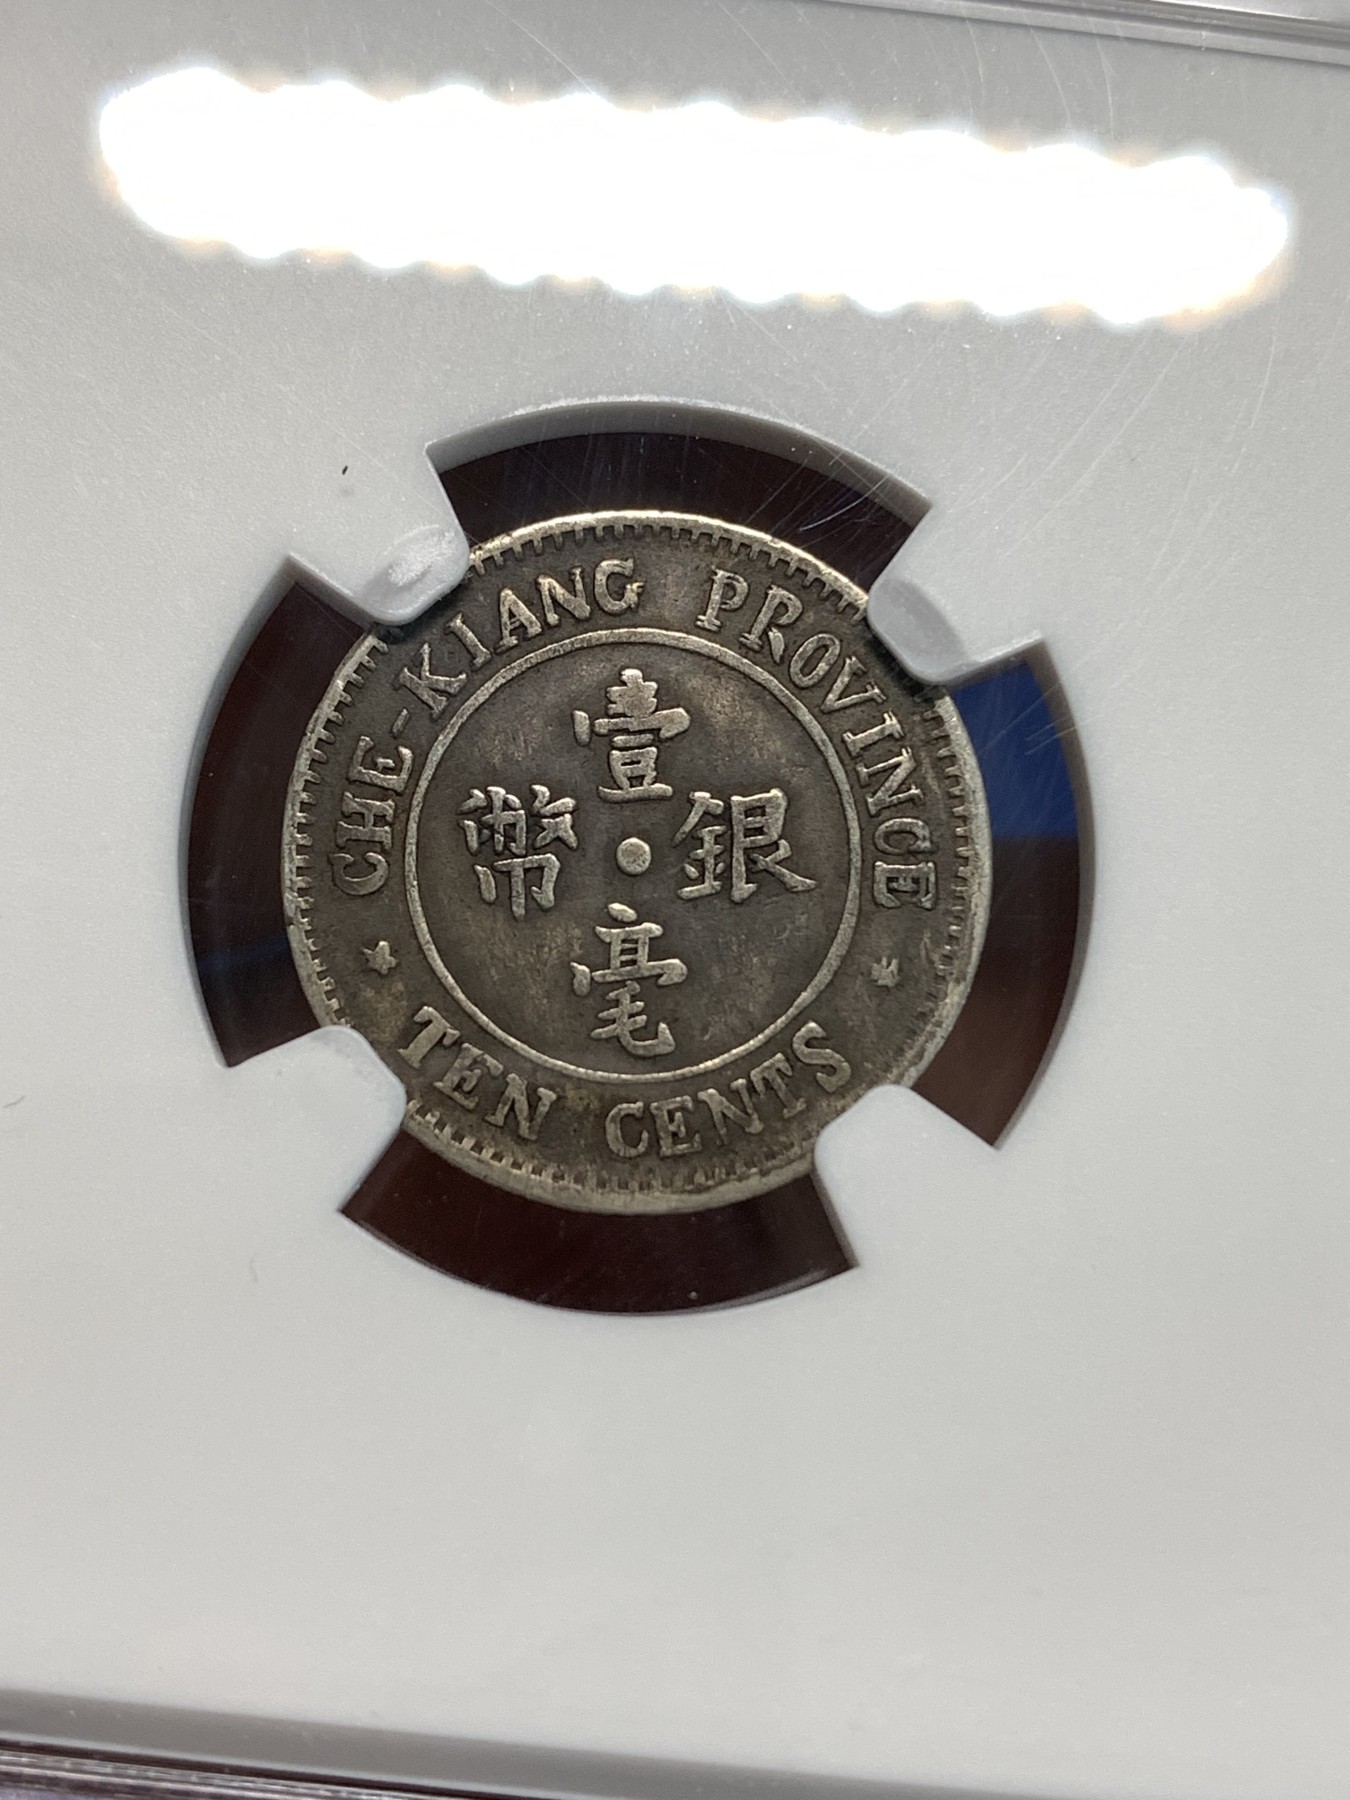 CHE-KIANG PROVINCE
壹
幣 銀
毫
TEN CENTS